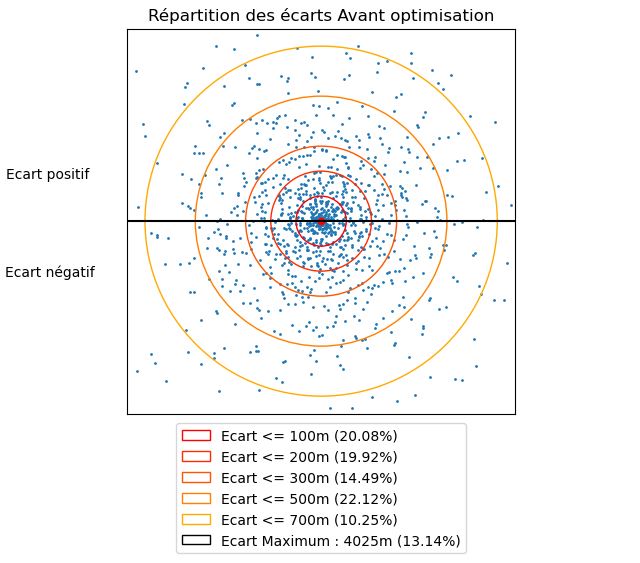 Répartition des écarts Avant optimisation
Ecart positif
Ecart négatif
Ecart <= 100m (20.08%)
Ecart <= 200m (19.92%)
Ecart <= 300m (14.49%)
Ecart <= 500m (22.12%)
Ecart <= 700m (10.25%)
Ecart Maximum : 4025m (13.14%)